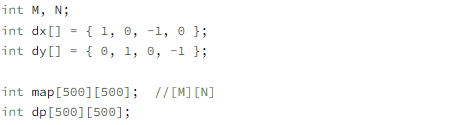 int M, N;
int dx[] = { 1, 0, -1, 0 };
int dy[] = { 0, 1, 0, -1 };
int map[500][500];  //[M][N]
int dp[500][500];